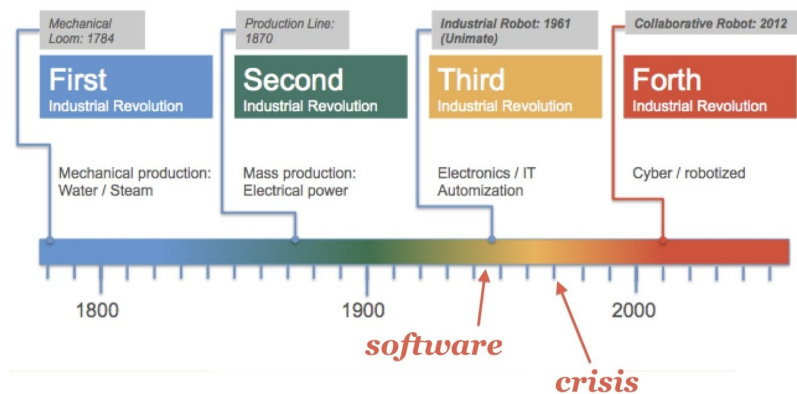 Mechanical
Loom: 1784
Production Line:
1870
Industrial Robot: 1961
(Unimate)
Collaborative Robot: 2012
First
Industrial Revolution
Second
Industrial Revolution
Third
Industrial Revolution
Forth
Industrial Revolution
Mechanical production:
Water / Steam
Mass production:
Electrical power
Electronics / IT
Automization
Cyber / robotized
1800
1900
2000
software
crisis